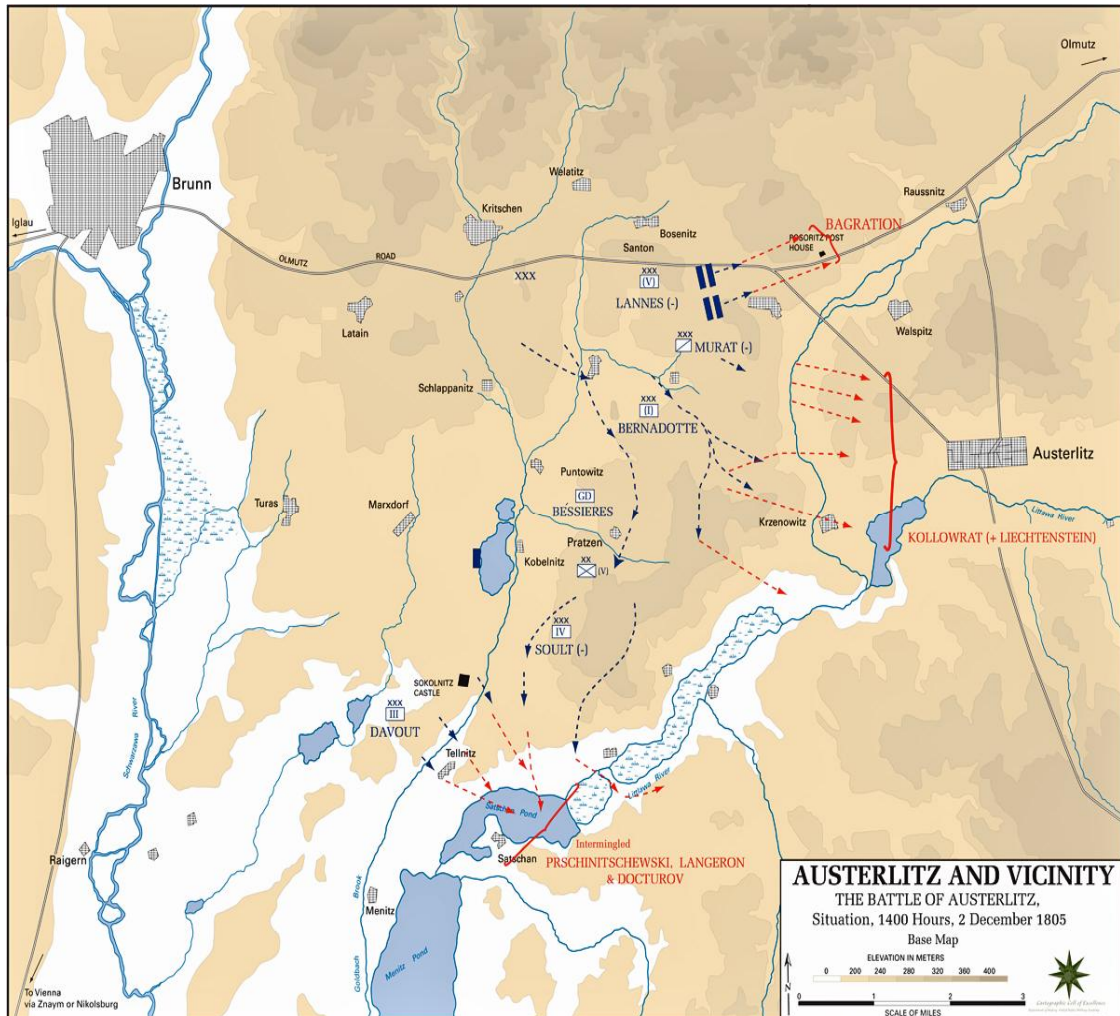 Olmutz
Brunn
Iglau
Welatitz
Kritschen
Raussnitz
BAGRATION
Bosenitz
POSORITZ POST
HOUSE
Santon
OLMUTZ
ROAD
XXX
XXX
(V)
LANNES (-)
Latain
Walspitz
XXX
MURAT (-)
Schlappanitz
XXX
(I)
BERNADOTTE
Austerlitz
Puntowitz
GD
BESSIERES
Turas
Marxdorf
Krzenowitz
Littawa River
KOLLOWRAT (+ LIECHTENSTEIN)
Pratzen
Kobelnitz
XX
(V)
XXX
IV
SOULT (-)
SOKOLNITZ
CASTLE
XXX
III
DAVOUT
Schwarzawa River
Tellnitz
Littawa River
Satschan Pond
Satschan
Intermingled
PRSCHINITSCHEWSKI, LANGERON
& DOCTUROV
Raigern
Menitz
Goldbach Brook
Menitz Pond
To Vienna
via Znaym or Nikolsburg
AUSTERLITZ AND VICINITY
THE BATTLE OF AUSTERLITZ,
Situation, 1400 Hours, 2 December 1805
Base Map
ELEVATION IN METERS
0 200 240 280 320 360 400
N
0 1 2 3
SCALE OF MILES
Cartographic Cell of Excellence